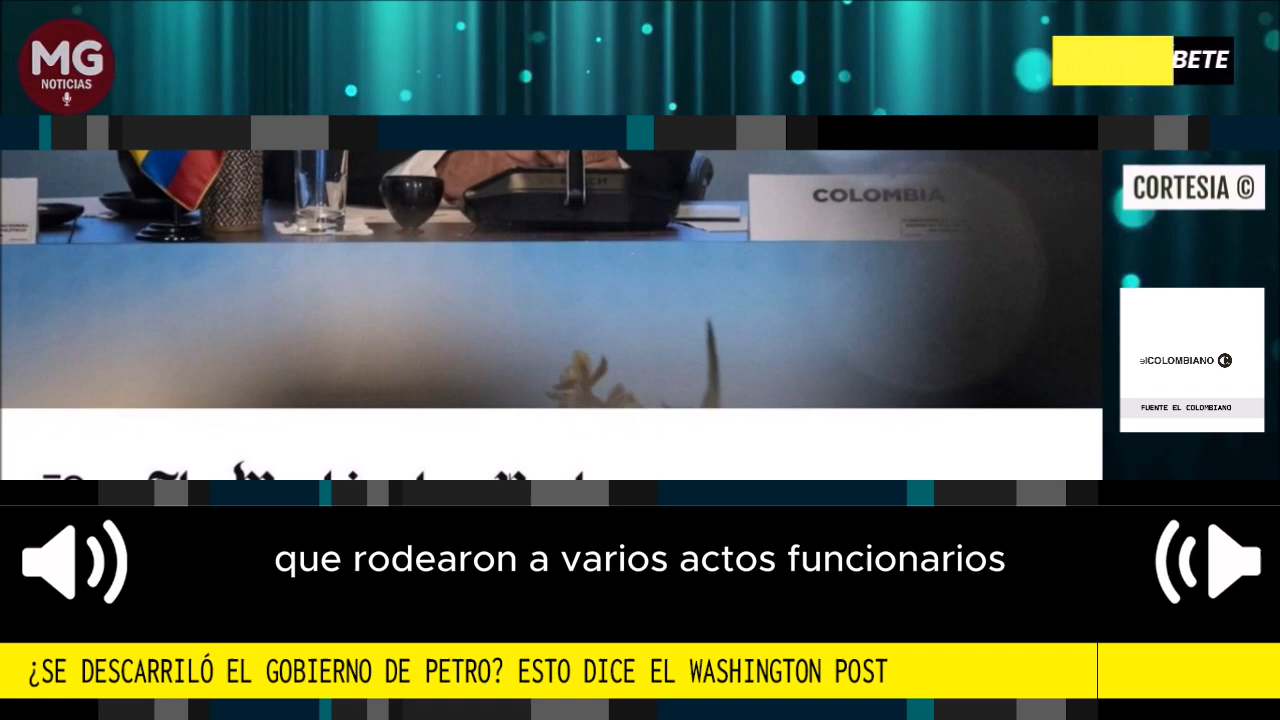 MG
NOTICIAS
BETE
CORTESIA ©
COLOMBIA
elCOLOMBIANO
FUENTE EL COLOMBIANO
que rodearon a varios actos funcionarios
¿SE DESCARRILÓ EL GOBIERNO DE PETRO? ESTO DICE EL WASHINGTON POST